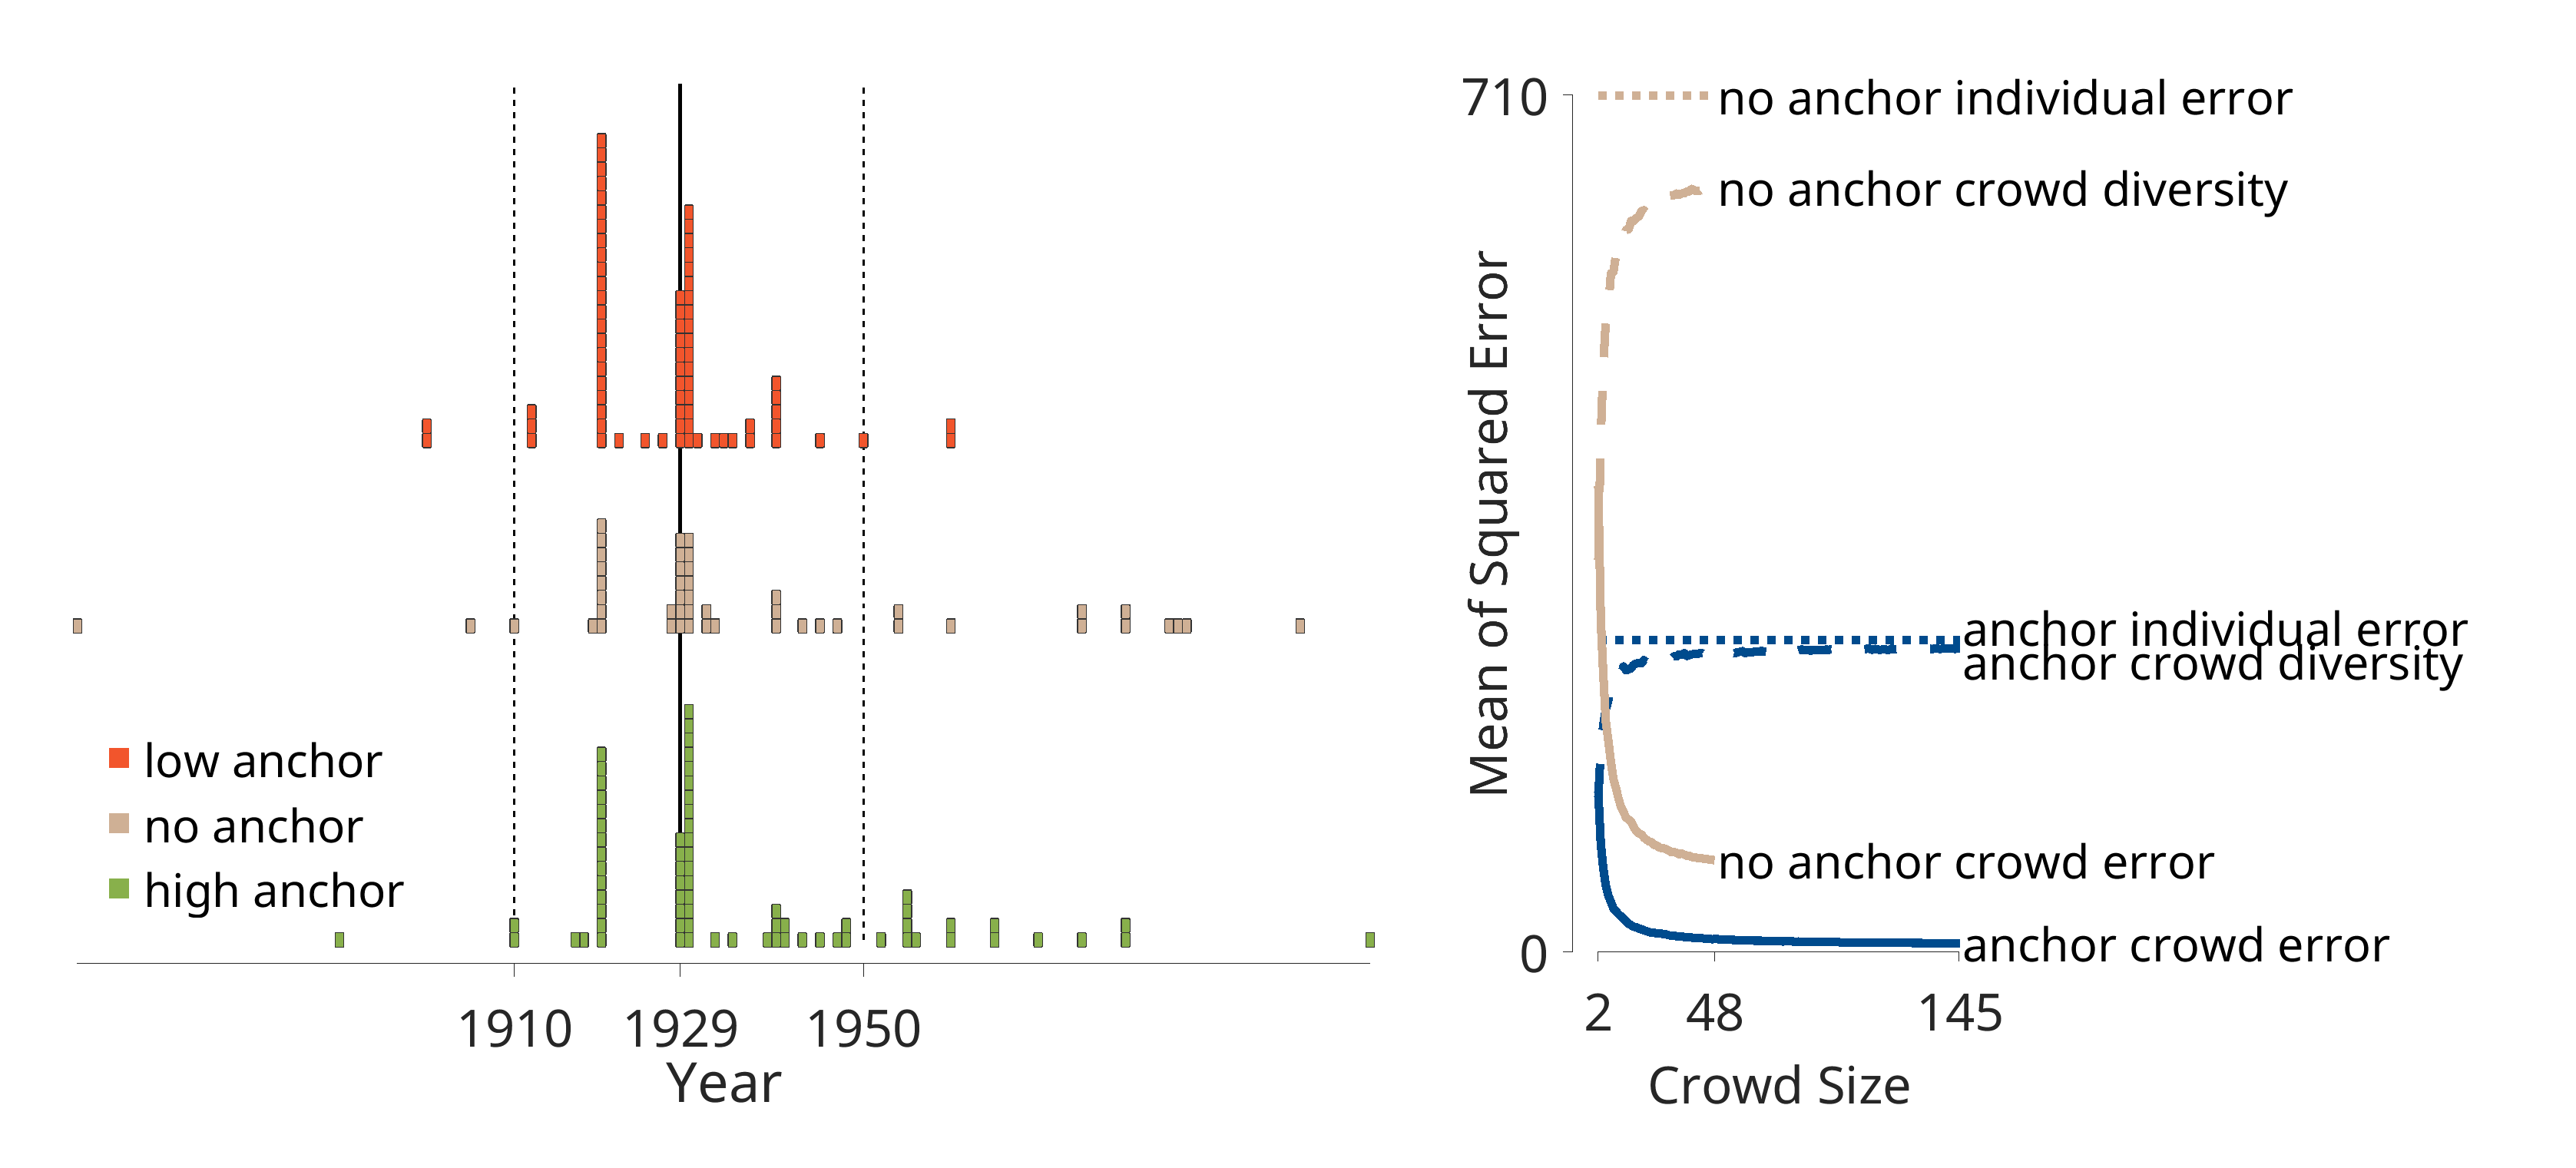 low anchor
no anchor
high anchor
1910 1929 1950
Year
710
0
Mean of Squared Error
no anchor individual error
no anchor crowd diversity
anchor individual error
anchor crowd diversity
no anchor crowd error
anchor crowd error
2 48 145
Crowd Size